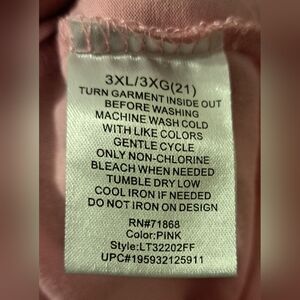 3XL/3XG(21)
TURN GARMENT INSIDE OUT
BEFORE WASHING
MACHINE WASH COLD
WITH LIKE COLORS
GENTLE CYCLE
ONLY NON-CHLORINE
BLEACH WHEN NEEDED
TUMBLE DRY LOW
COOL IRON IF NEEDED
DO NOT IRON ON DESIGN
RN#71868
Color:PINK
Style:LT32202FF
UPC#195932125911